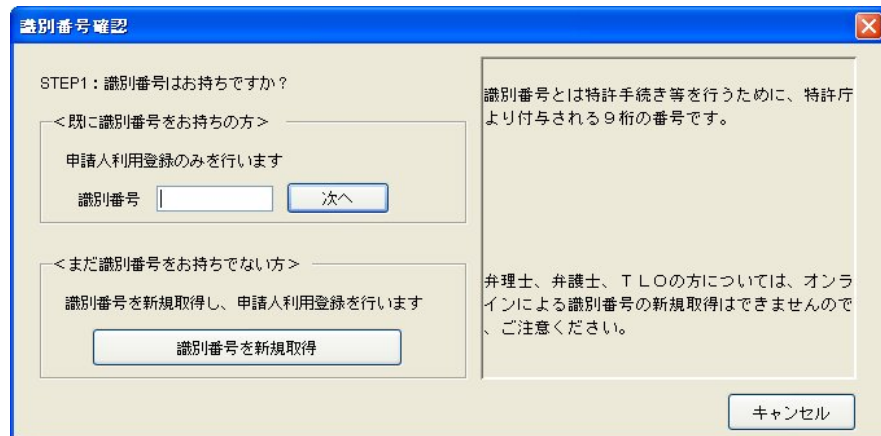 識別番号確認
STEP1：識別番号はお持ちですか？
＜既に識別番号をお持ちの方＞
申請人利用登録のみを行います
識別番号
次へ
＜まだ識別番号をお持ちでない方＞
識別番号を新規取得し、申請人利用登録を行います
識別番号を新規取得
識別番号とは特許手続き等を行うために、特許庁
より付与される９桁の番号です。
弁理士、弁護士、ＴＬＯの方については、オンラ
インによる識別番号の新規取得はできませんので
、ご注意ください。
キャンセル